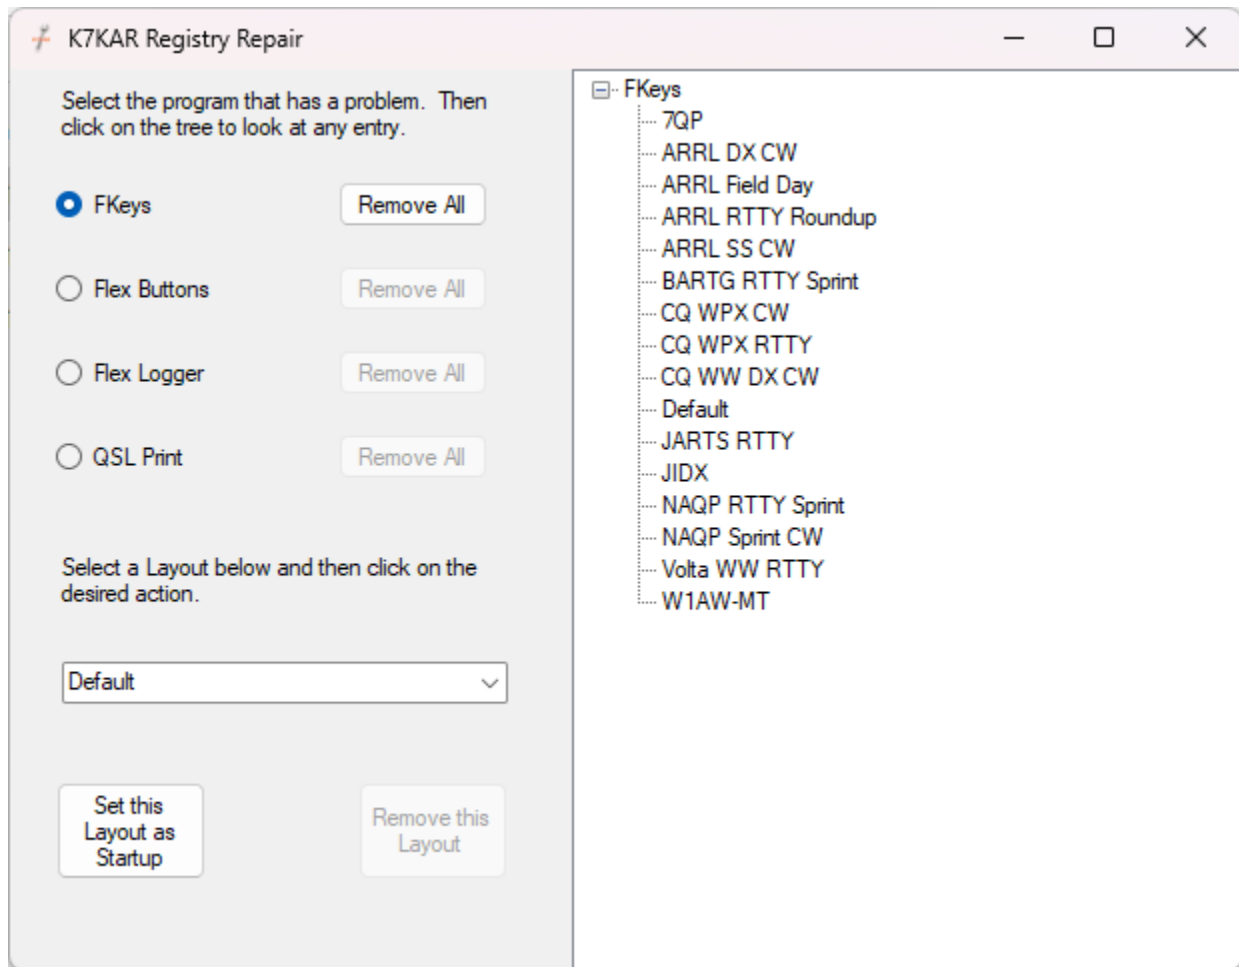 K7KAR Registry Repair
Select the program that has a problem.  Then
click on the tree to look at any entry.
FKeys
Remove All
Flex Buttons
Remove All
Flex Logger
Remove All
QSL Print
Remove All
Select a Layout below and then click on the
desired action.
Default
Set this
Layout as
Startup
Remove this
Layout
FKeys
7QP
ARRL DX CW
ARRL Field Day
ARRL RTTY Roundup
ARRL SS CW
BARTG RTTY Sprint
CQ WPX CW
CQ WPX RTTY
CQ WW DX CW
Default
JARTS RTTY
JIDX
NAQP RTTY Sprint
NAQP Sprint CW
Volta WW RTTY
W1AW-MT